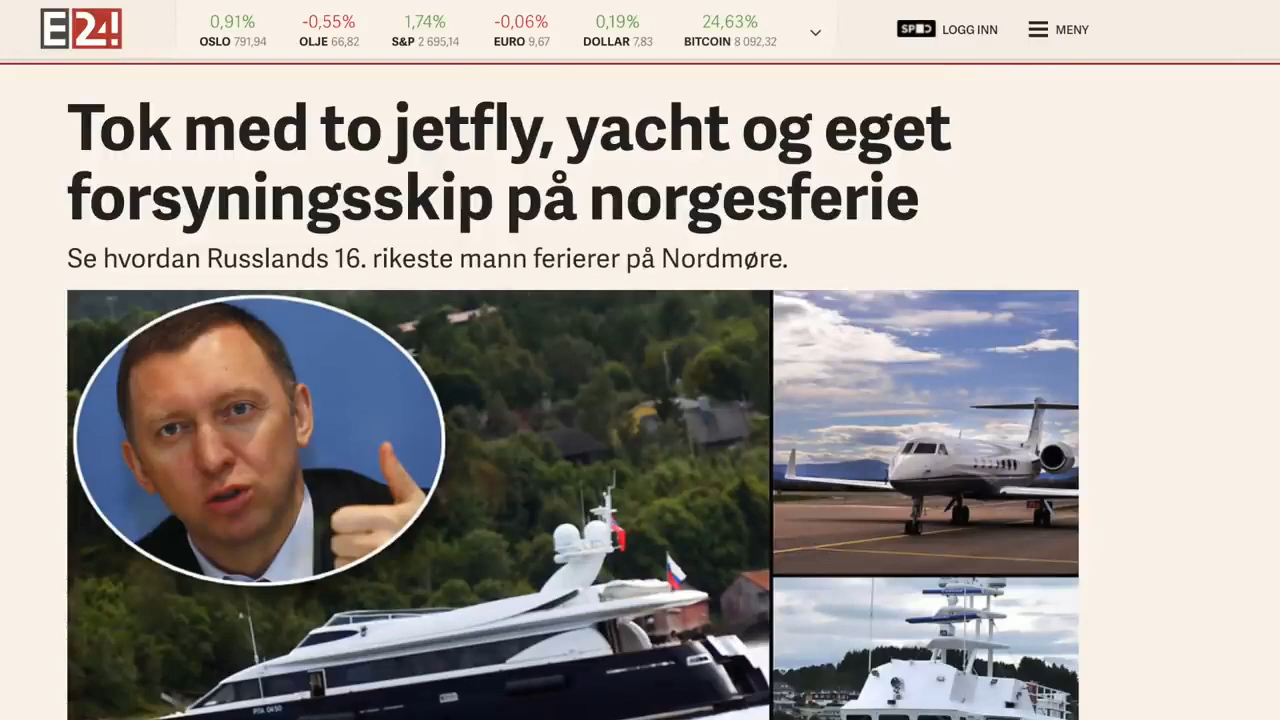 E24!
0,91% -0,55% 1,74% -0,06% 0,19% 24,63%
OSLO 791,94 OLJE 66,82 S&P 2 695,14 EURO 9,67 DOLLAR 7,83 BITCOIN 8 092,32
SPiD LOGG INN MENY
Tok med to jetfly, yacht og eget
forsyningsskip på norgesferie
Se hvordan Russlands 16. rikeste mann ferierer på Nordmøre.